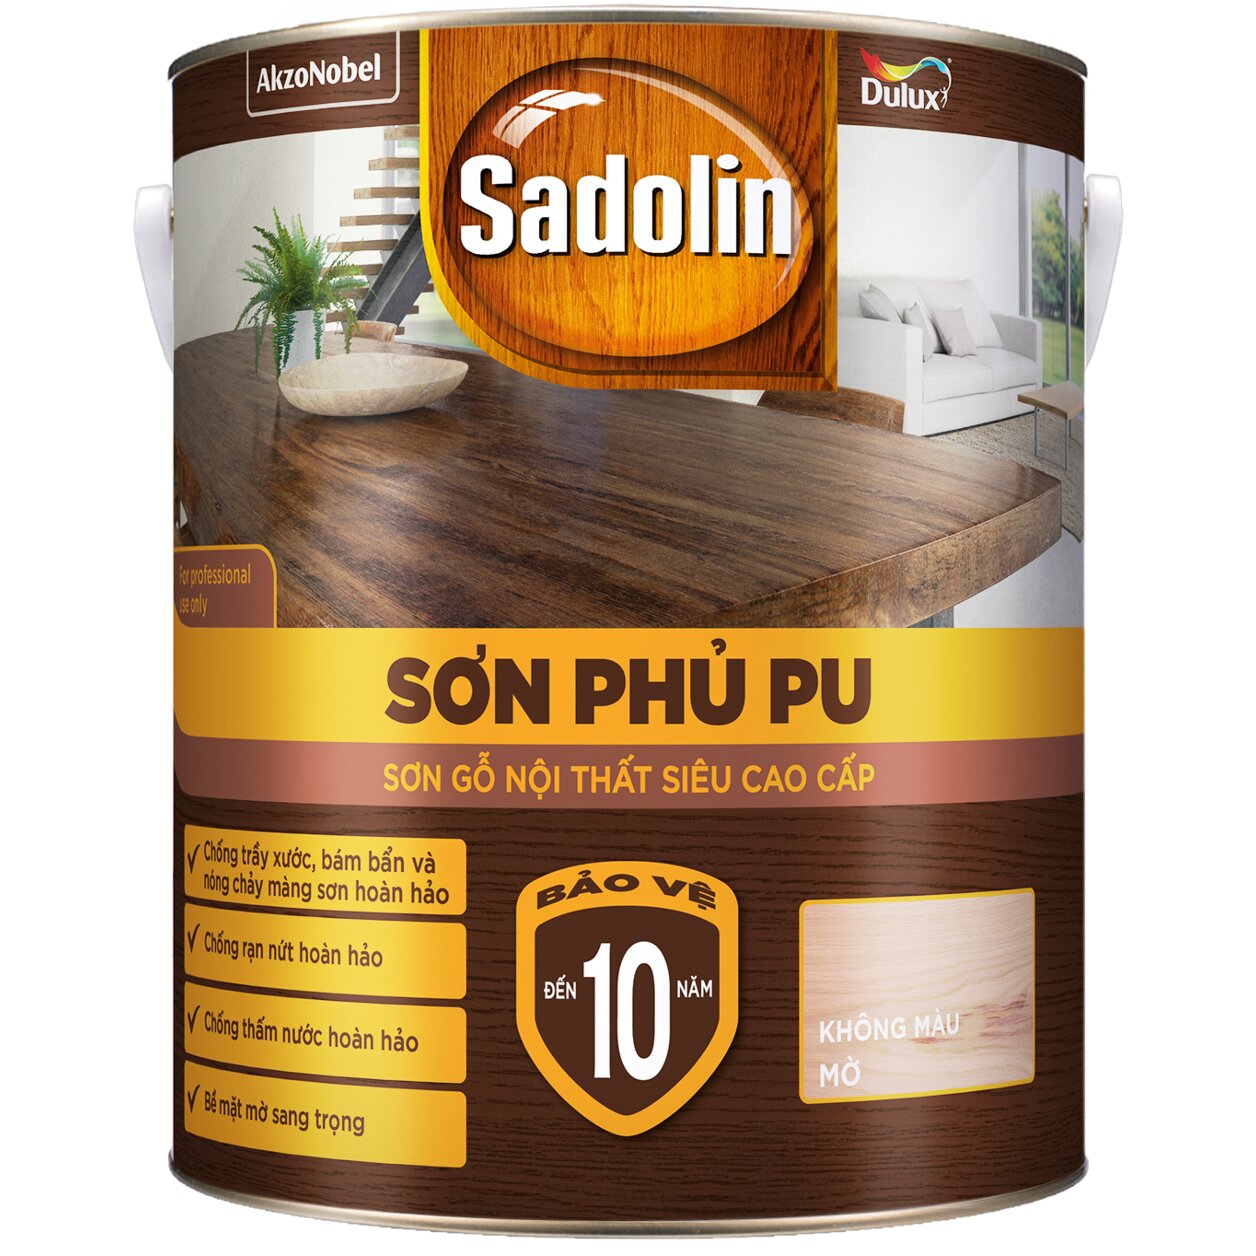 AkzoNobel
Dulux
Sadolin
For professional
use only
SƠN PHỦ PU
SƠN GỖ NỘI THẤT SIÊU CAO CẤP
Chống trầy xước, bám bẩn và
nóng chảy màng sơn hoàn hảo
Chống rạn nứt hoàn hảo
Chống thấm nước hoàn hảo
Bề mặt mờ sang trọng
BẢO VỆ
ĐẾN 10 NĂM
KHÔNG MÀU
MỜ